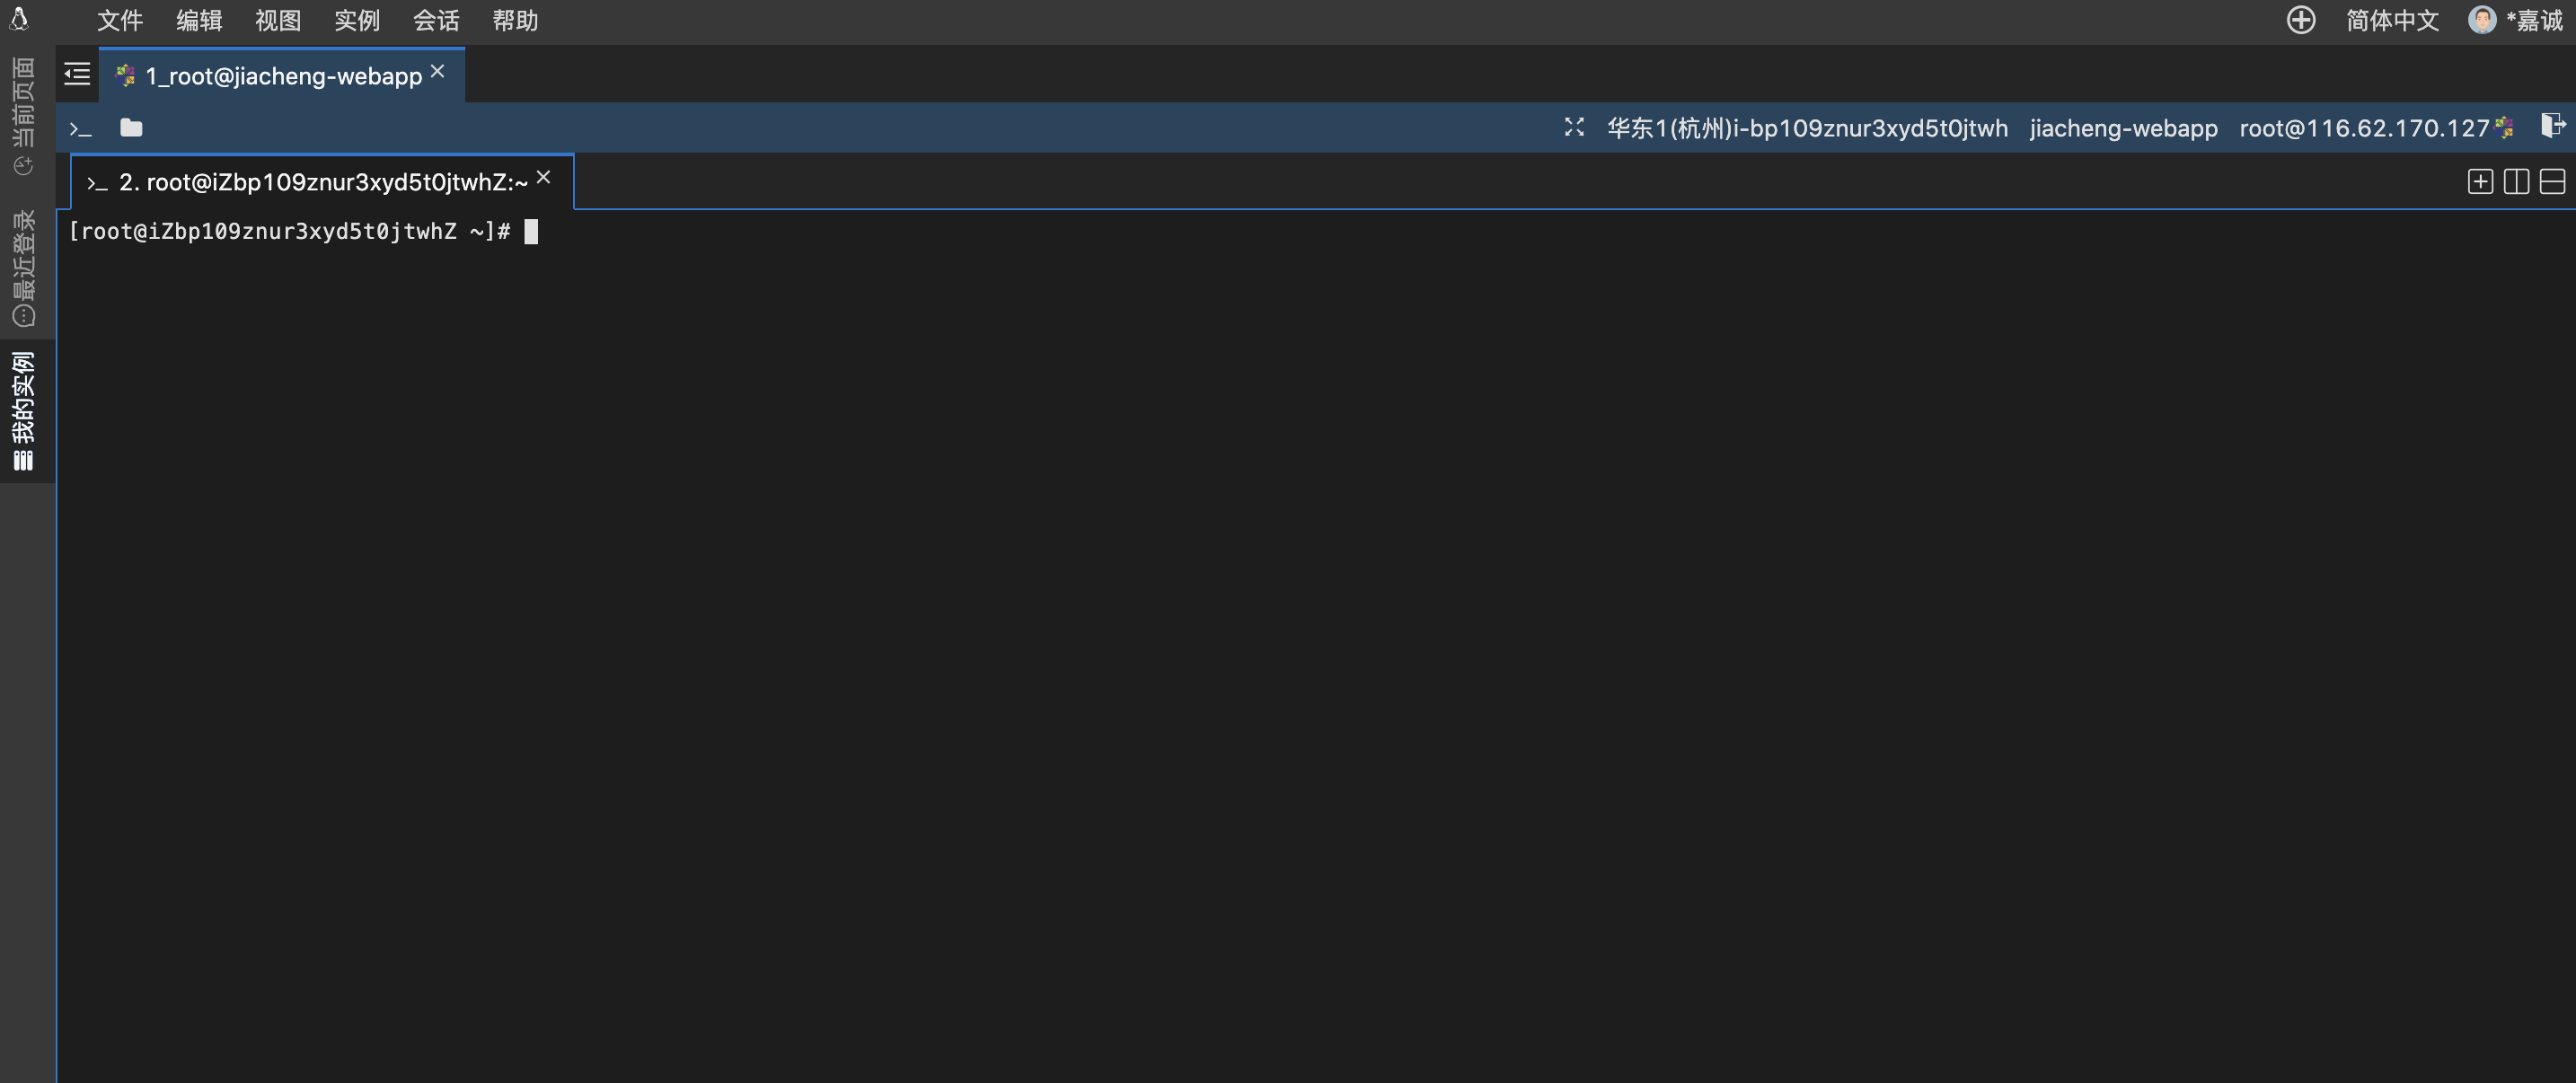 文件 编辑 视图 实例 会话 帮助 简体中文 *嘉诚
当前页面
最近登录
我的实例
1_root@jiacheng-webapp
华东1(杭州)i-bp109znur3xyd5t0jtwh jiacheng-webapp root@116.62.170.127
>_ 2. root@iZbp109znur3xyd5t0jtwhZ:~
[root@iZbp109znur3xyd5t0jtwhZ ~]#